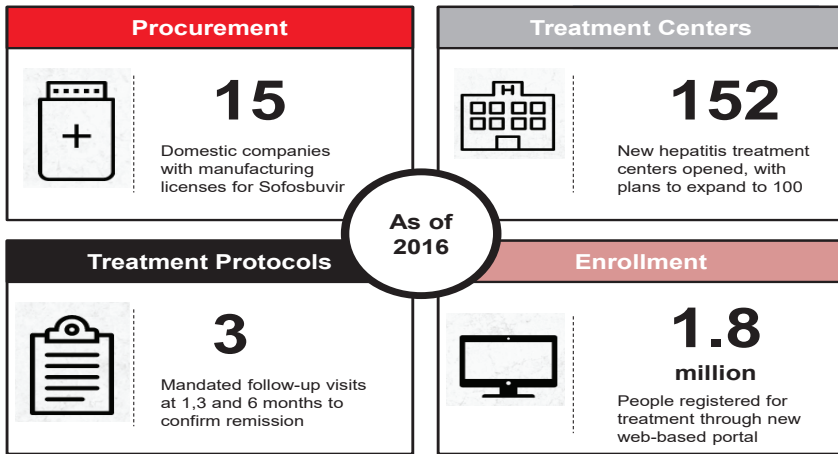 Procurement
15
Domestic companies
with manufacturing
licenses for Sofosbuvir
Treatment Centers
H
152
New hepatitis treatment
centers opened, with
plans to expand to 100
As of
2016
Treatment Protocols
3
Mandated follow-up visits
at 1,3 and 6 months to
confirm remission
Enrollment
1.8
million
People registered for
treatment through new
web-based portal